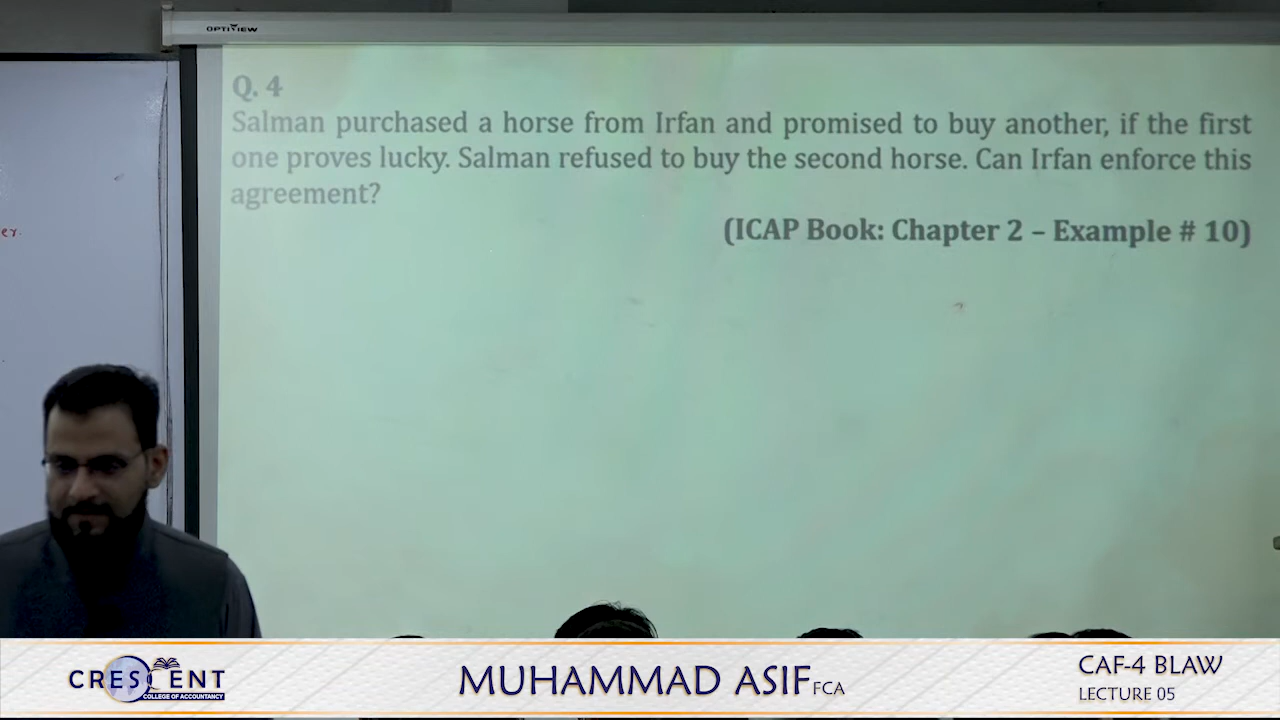 OPTIVIEW
Q. 4
Salman purchased a horse from Irfan and promised to buy another, if the first
one proves lucky. Salman refused to buy the second horse. Can Irfan enforce this
agreement?
(ICAP Book: Chapter 2 – Example # 10)
er.
CRESCENT
COLLEGE OF ACCOUNTANCY
MUHAMMAD ASIF FCA
CAF-4 BLAW
LECTURE 05